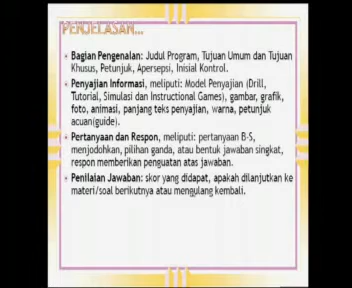 PENJELASAN...
Bagian Pengenalan: Judul Program, Tujuan Umum dan Tujuan
Khusus, Petunjuk, Apersepsi, Inisial Kontrol.
Penyajian Informasi, meliputi: Model Penyajian (Drill,
Tutorial, Simulasi dan Instructional Games), gambar, grafik,
foto, animasi, panjang teks penyajian, warna, petunjuk
acuan(guide).
Pertanyaan dan Respon, meliputi: pertanyaan B-S,
menjodohkan, pilihan ganda, atau bentuk jawaban singkat,
respon memberikan penguatan atas jawaban.
Penilaian Jawaban: skor yang didapat, apakah dilanjutkan ke
materi/soal berikutnya atau mengulang kembali.